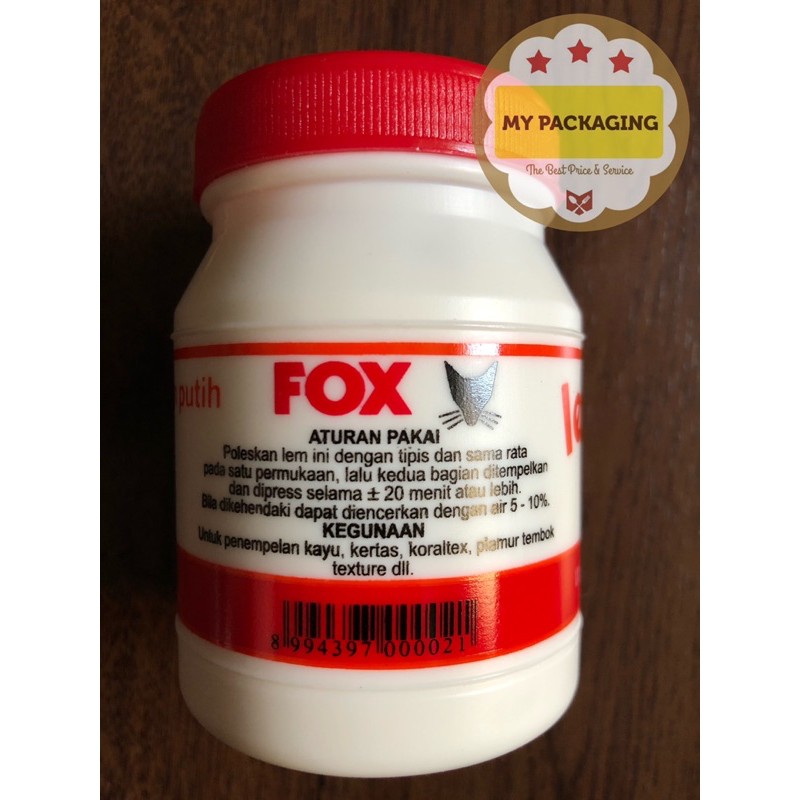 MY PACKAGING
The Best Price & Service
putih
FOX
ATURAN PAKAI
Poleskan lem ini dengan tipis dan sama rata
pada satu permukaan, lalu kedua bagian ditempelkan
dan dipress selama ± 20 menit atau lebih.
Bila dikehendaki dapat diencerkan dengan air 5 - 10%.
KEGUNAAN
Untuk penempelan kayu, kertas, koraltex, plamur tembok
texture dll.
8 994397 000021